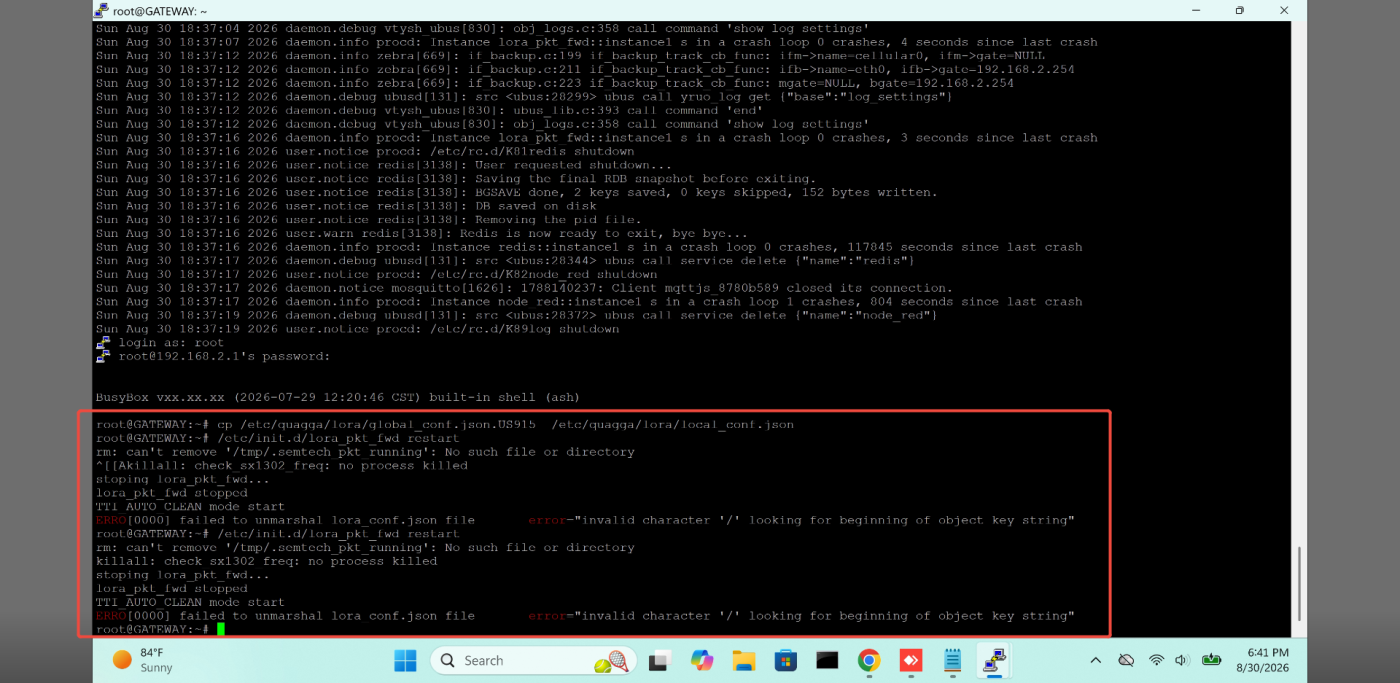 root@GATEWAY: ~
Sun Aug 30 18:37:04 2026 daemon.debug vtysh_ubus[830]: obj_logs.c:358 call command 'show log settings'
Sun Aug 30 18:37:07 2026 daemon.info procd: Instance lora_pkt_fwd::instance1 s in a crash loop 0 crashes, 4 seconds since last crash
Sun Aug 30 18:37:12 2026 daemon.info zebra[669]: if_backup.c:199 if_backup_track_cb_func: ifm->name=cellular0, ifm->gate=NULL
Sun Aug 30 18:37:12 2026 daemon.info zebra[669]: if_backup.c:211 if_backup_track_cb_func: ifb->name=eth0, ifb->gate=192.168.2.254
Sun Aug 30 18:37:12 2026 daemon.info zebra[669]: if_backup.c:223 if_backup_track_cb_func: mgate=NULL, bgate=192.168.2.254
Sun Aug 30 18:37:12 2026 daemon.debug ubusd[131]: src <ubus:28299> ubus call yruo_log get {"base":"log_settings"}
Sun Aug 30 18:37:12 2026 daemon.debug vtysh_ubus[830]: ubus_lib.c:393 call command 'end'
Sun Aug 30 18:37:12 2026 daemon.debug vtysh_ubus[830]: obj_logs.c:358 call command 'show log settings'
Sun Aug 30 18:37:16 2026 daemon.info procd: Instance lora_pkt_fwd::instance1 s in a crash loop 0 crashes, 3 seconds since last crash
Sun Aug 30 18:37:16 2026 user.notice procd: /etc/rc.d/K81redis shutdown
Sun Aug 30 18:37:16 2026 user.notice redis[3138]: User requested shutdown...
Sun Aug 30 18:37:16 2026 user.notice redis[3138]: Saving the final RDB snapshot before exiting.
Sun Aug 30 18:37:16 2026 user.notice redis[3138]: BGSAVE done, 2 keys saved, 0 keys skipped, 152 bytes written.
Sun Aug 30 18:37:16 2026 user.notice redis[3138]: DB saved on disk
Sun Aug 30 18:37:16 2026 user.notice redis[3138]: Removing the pid file.
Sun Aug 30 18:37:16 2026 user.warn redis[3138]: Redis is now ready to exit, bye bye...
Sun Aug 30 18:37:16 2026 daemon.info procd: Instance redis::instance1 s in a crash loop 0 crashes, 117845 seconds since last crash
Sun Aug 30 18:37:17 2026 daemon.debug ubusd[131]: src <ubus:28344> ubus call service delete {"name":"redis"}
Sun Aug 30 18:37:17 2026 user.notice procd: /etc/rc.d/K82node_red shutdown
Sun Aug 30 18:37:17 2026 daemon.notice mosquitto[1626]: 1788140237: Client mqttjs_8780b589 closed its connection.
Sun Aug 30 18:37:19 2026 daemon.info procd: Instance node_red::instance1 s in a crash loop 1 crashes, 804 seconds since last crash
Sun Aug 30 18:37:19 2026 daemon.debug ubusd[131]: src <ubus:28372> ubus call service delete {"name":"node_red"}
Sun Aug 30 18:37:19 2026 user.notice procd: /etc/rc.d/K89log shutdown
login as: root
root@192.168.2.1's password:
BusyBox vxx.xx.xx (2026-07-29 12:20:46 CST) built-in shell (ash)
root@GATEWAY:~# cp /etc/quagga/lora/global_conf.json.US915  /etc/quagga/lora/local_conf.json
root@GATEWAY:~# /etc/init.d/lora_pkt_fwd restart
rm: can't remove '/tmp/.semtech_pkt_running': No such file or directory
^[[Akillall: check_sx1302_freq: no process killed
stoping lora_pkt_fwd...
lora_pkt_fwd stopped
TTI_AUTO_CLEAN mode start
ERRO[0000] failed to unmarshal lora_conf.json file error="invalid character '/' looking for beginning of object key string"
root@GATEWAY:~# /etc/init.d/lora_pkt_fwd restart
rm: can't remove '/tmp/.semtech_pkt_running': No such file or directory
killall: check_sx1302_freq: no process killed
stoping lora_pkt_fwd...
lora_pkt_fwd stopped
TTI_AUTO_CLEAN mode start
ERRO[0000] failed to unmarshal lora_conf.json file error="invalid character '/' looking for beginning of object key string"
root@GATEWAY:~#
84°F
Sunny
Search
6:41 PM
8/30/2026